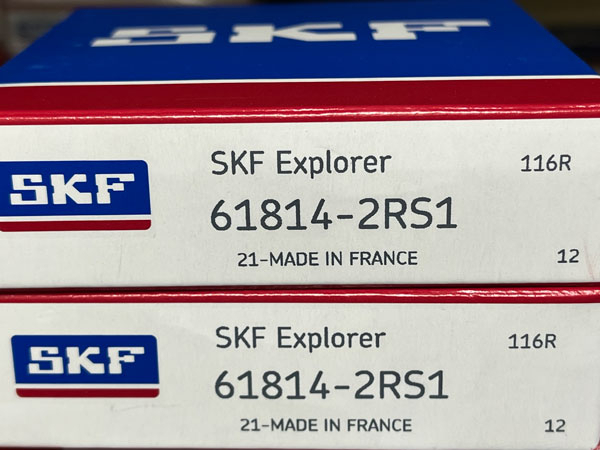 SKF
SKF Explorer 116R
SKF
61814-2RS1
21-MADE IN FRANCE 12
SKF Explorer 116R
SKF
61814-2RS1
21-MADE IN FRANCE 12